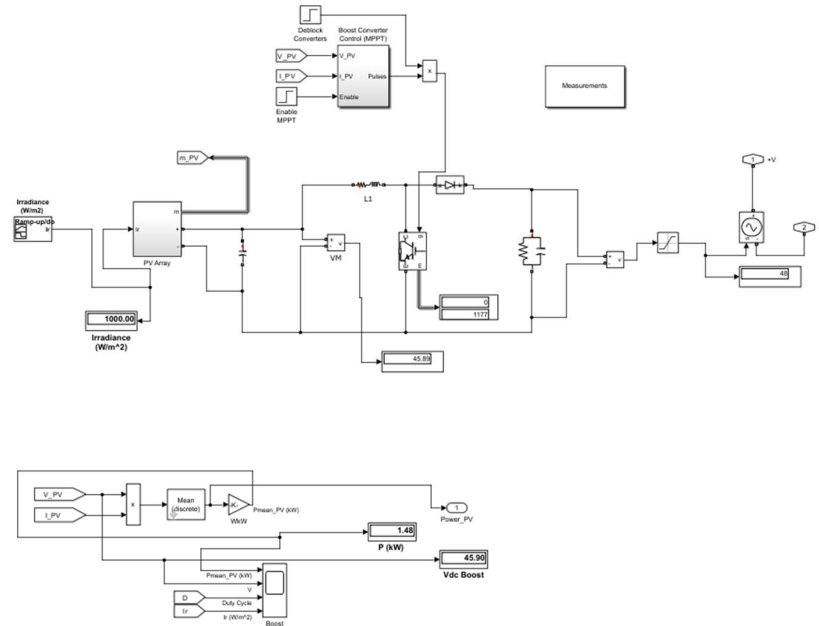 Deblock
Converters
Boost Converter
Control (MPPT)
V_PV
I_PV
V_PV
I_PV
Enable
Pulses
x
Enable
MPPT
Measurements
m_PV
1
+V
Irradiance
(W/m2)
Ramp-up/do
Ir
Ir
m
+
-
PV Array
L1
+
-
v
VM
g
C
E
m
0
1177
+
-
v
2
48
1000.00
Irradiance
(W/m^2)
45.89
V_PV
I_PV
x
Mean
(discrete)
-K-
WkW
Pmean_PV (kW)
1
Power_PV
1.48
P (kW)
45.90
Vdc Boost
Pmean_PV (kW)
V
D
Duty Cycle
Ir
Ir (W/m^2)
Boost